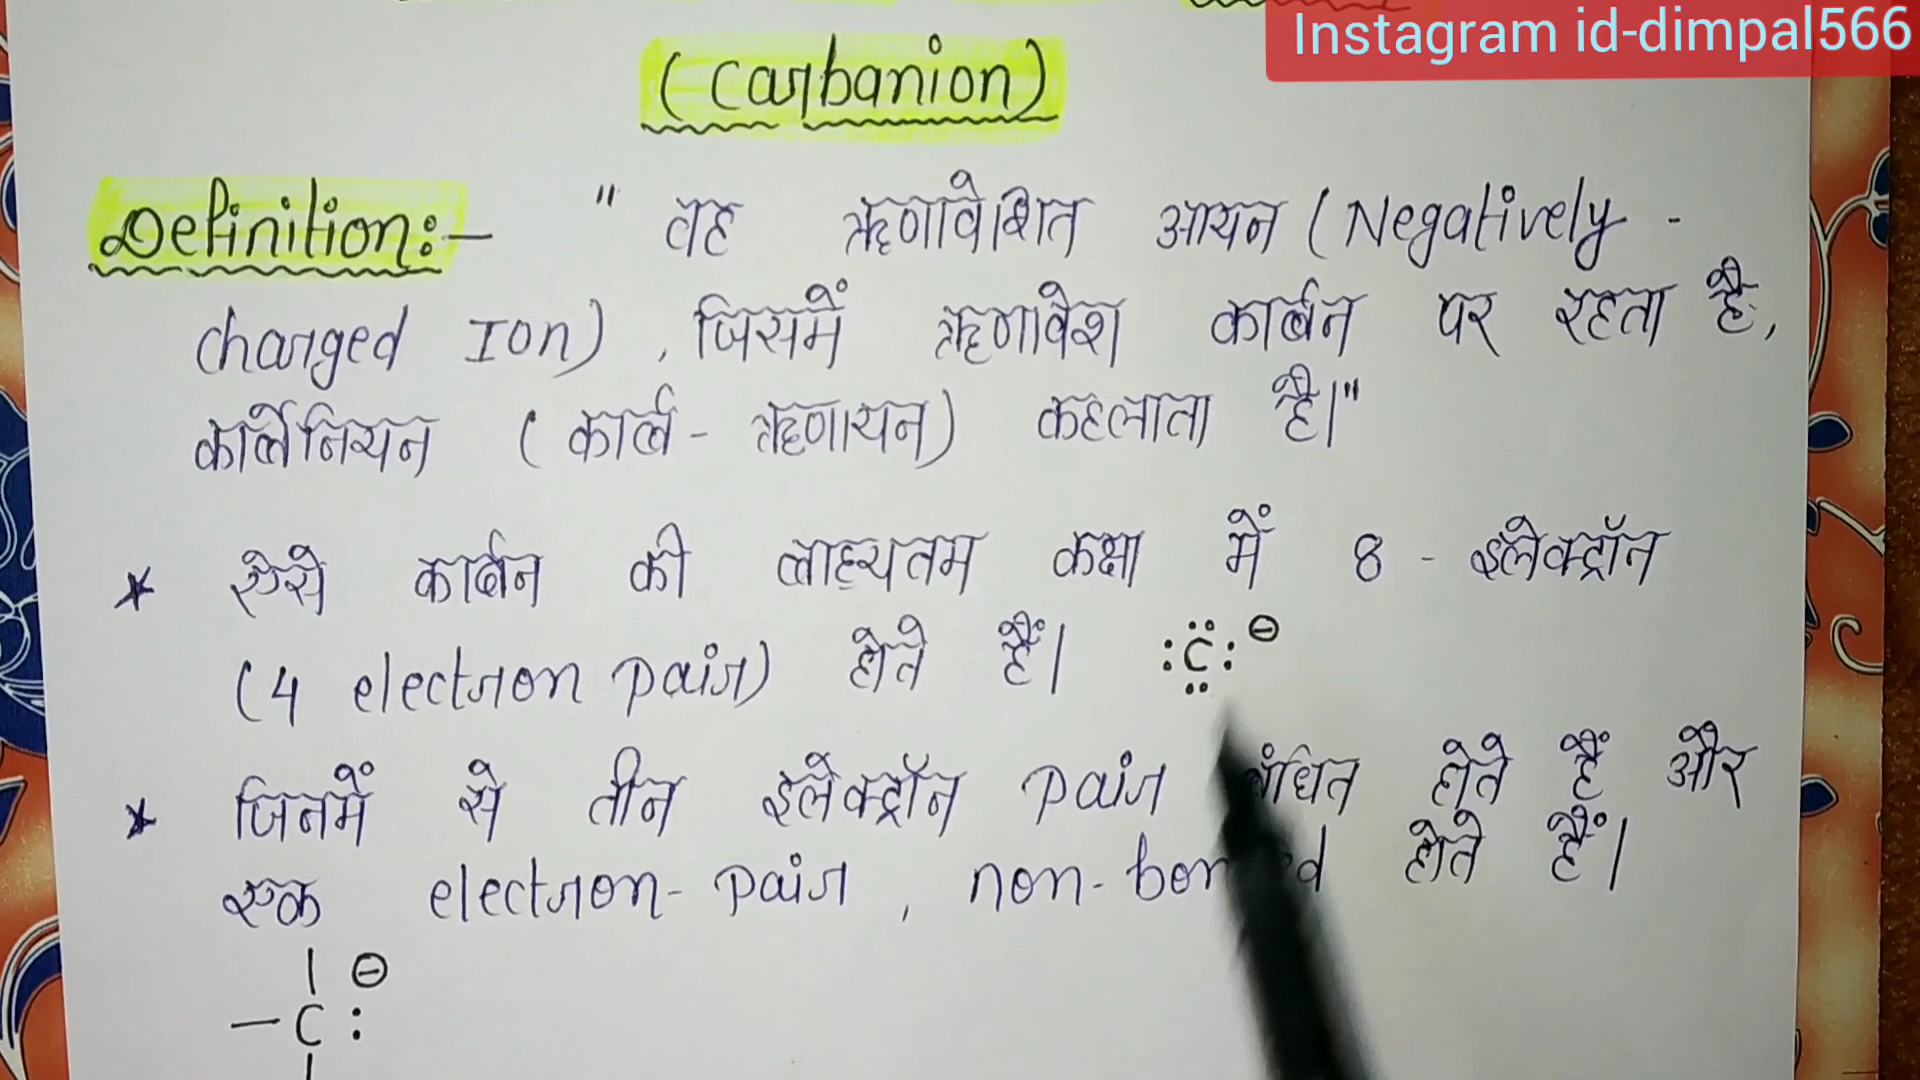 Instagram id-dimpal566
(Carbanion)
Definition:- " वह ऋणावेशित आयन (Negatively -
charged Ion) , जिसमें ऋणावेश कार्बन पर रहता है,
कार्बेनियन ( कार्ब - ऋणायन) कहलाता है।"
* ऐसे कार्बन की बाह्यतम कक्षा में 8 - इलेक्ट्रॉन
(4 electron pair) होते हैं। :C̈: ⊖
* जिनमें से तीन इलेक्ट्रॉन pair बंधित होते हैं और
एक electron- pair , non- होते हैं।
⊖
— C :